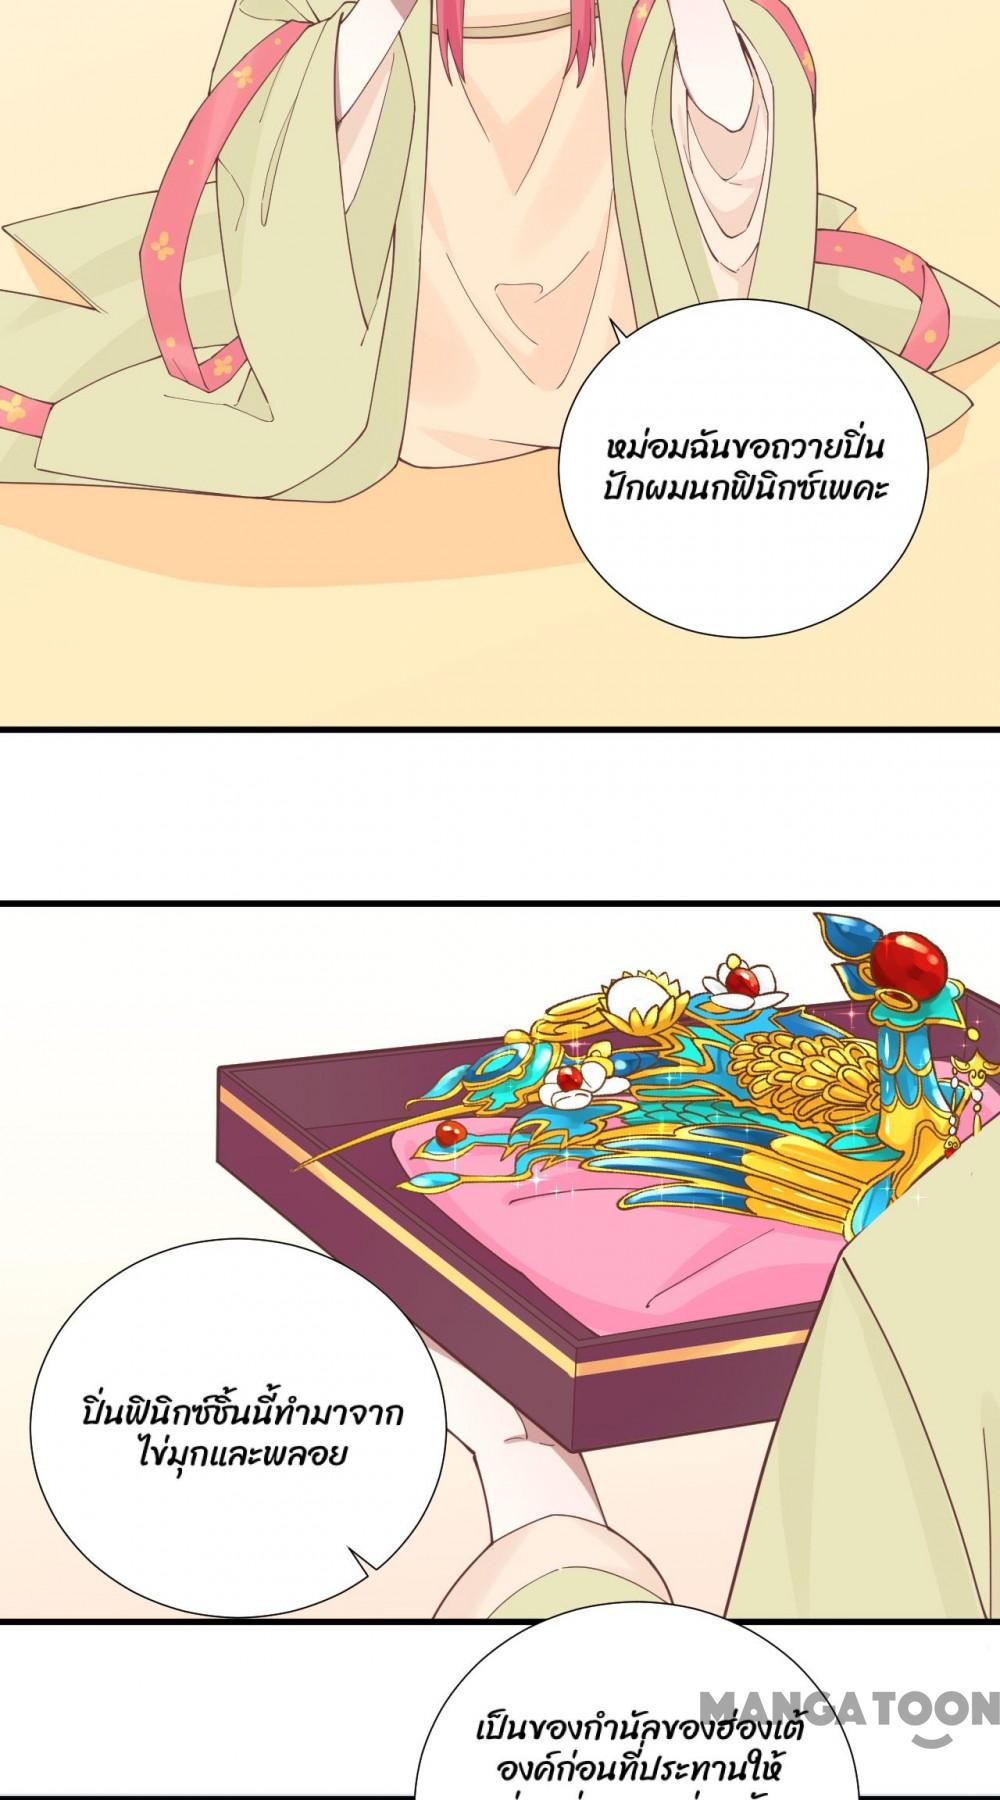 หม่อมฉันขอถวายปิ่น
ปักผมนกฟินิกซ์เพคะ
ปิ่นฟินิกซ์ชิ้นนี้ทำมาจาก
ไข่มุกและพลอย
MANGATOON
เป็นของกำนัลของฮ่องเต้
องค์ก่อนที่ประทานให้